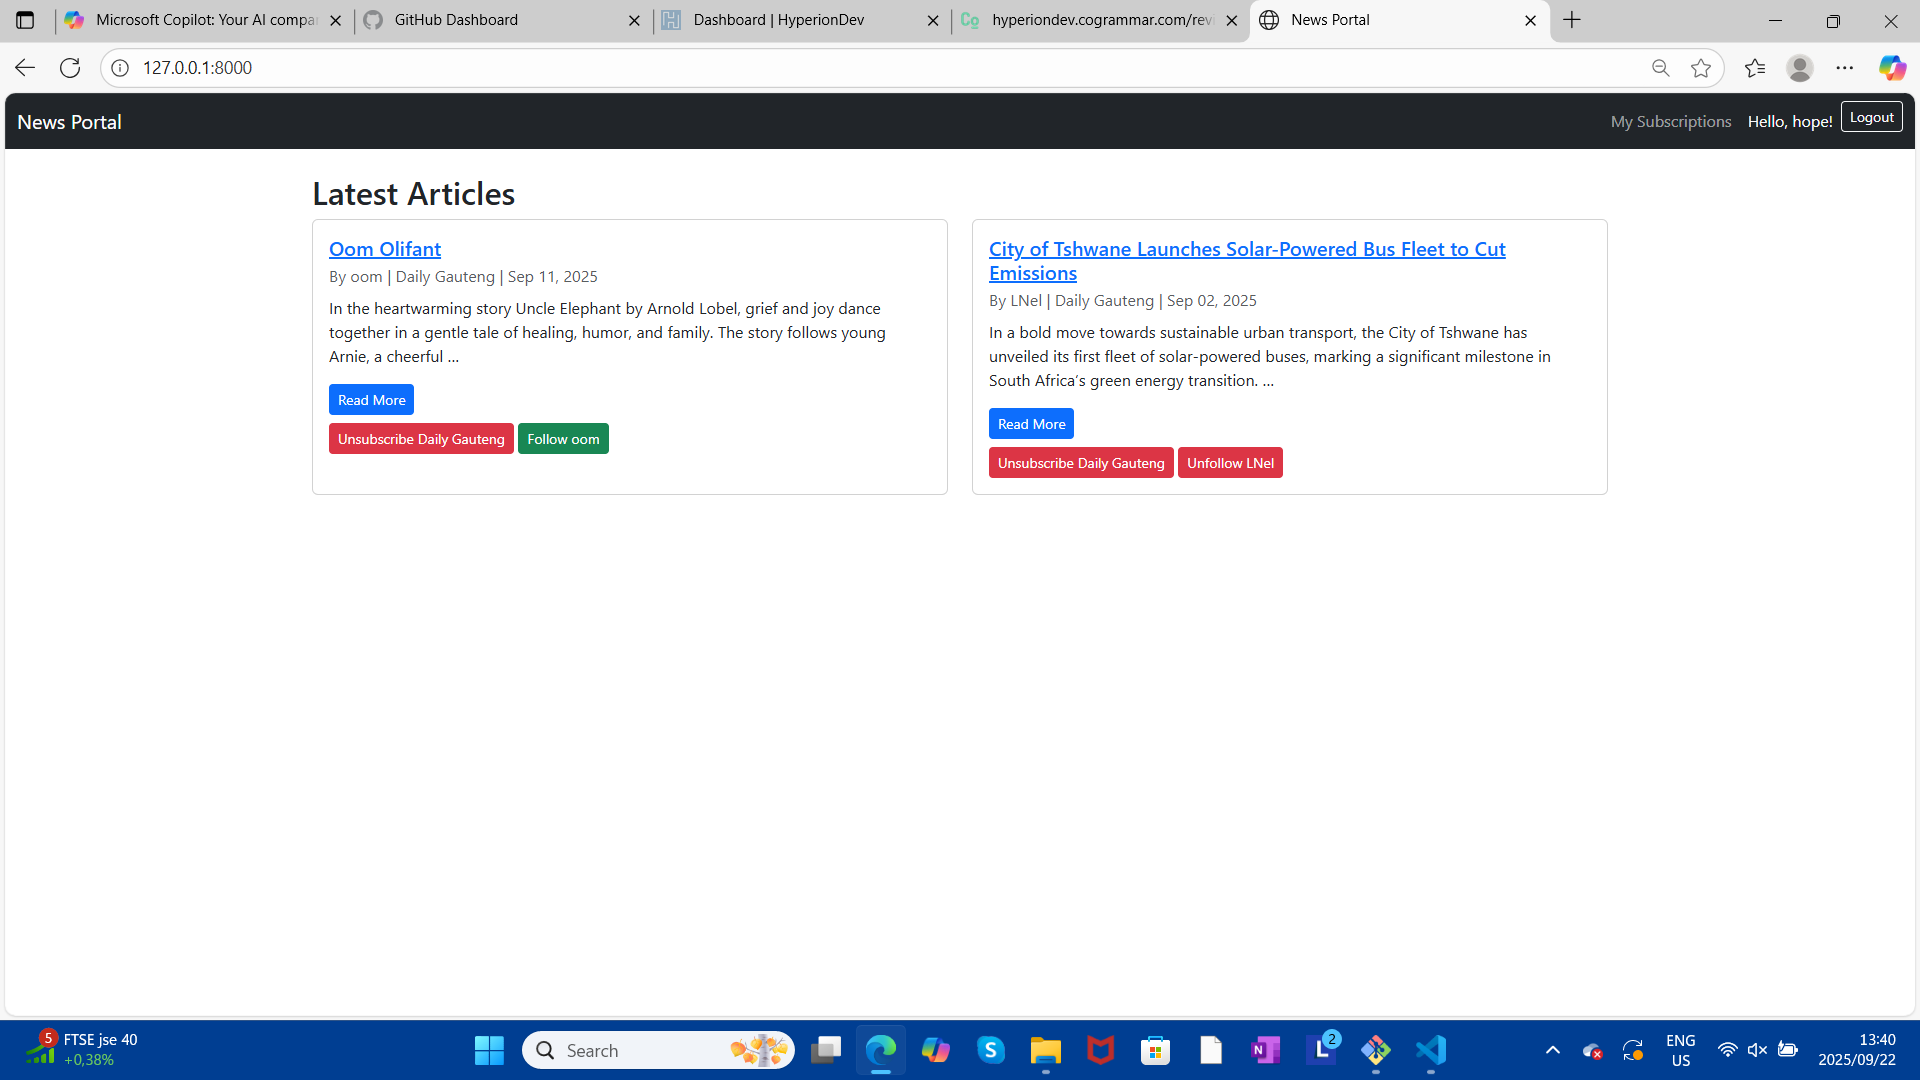 Microsoft Copilot: Your AI compa
GitHub Dashboard
Dashboard | HyperionDev
hyperiondev.cogrammar.com/rev
News Portal
127.0.0.1:8000
News Portal
My Subscriptions
Hello, hope!
Logout
Latest Articles
Oom Olifant
By oom | Daily Gauteng | Sep 11, 2025
In the heartwarming story Uncle Elephant by Arnold Lobel, grief and joy dance
together in a gentle tale of healing, humor, and family. The story follows young
Arnie, a cheerful …
Read More
Unsubscribe Daily Gauteng
Follow oom
City of Tshwane Launches Solar-Powered Bus Fleet to Cut
Emissions
By LNel | Daily Gauteng | Sep 02, 2025
In a bold move towards sustainable urban transport, the City of Tshwane has
unveiled its first fleet of solar-powered buses, marking a significant milestone in
South Africa’s green energy transition. …
Read More
Unsubscribe Daily Gauteng
Unfollow LNel
5
FTSE jse 40
+0,38%
Search
2
ENG
US
13:40
2025/09/22